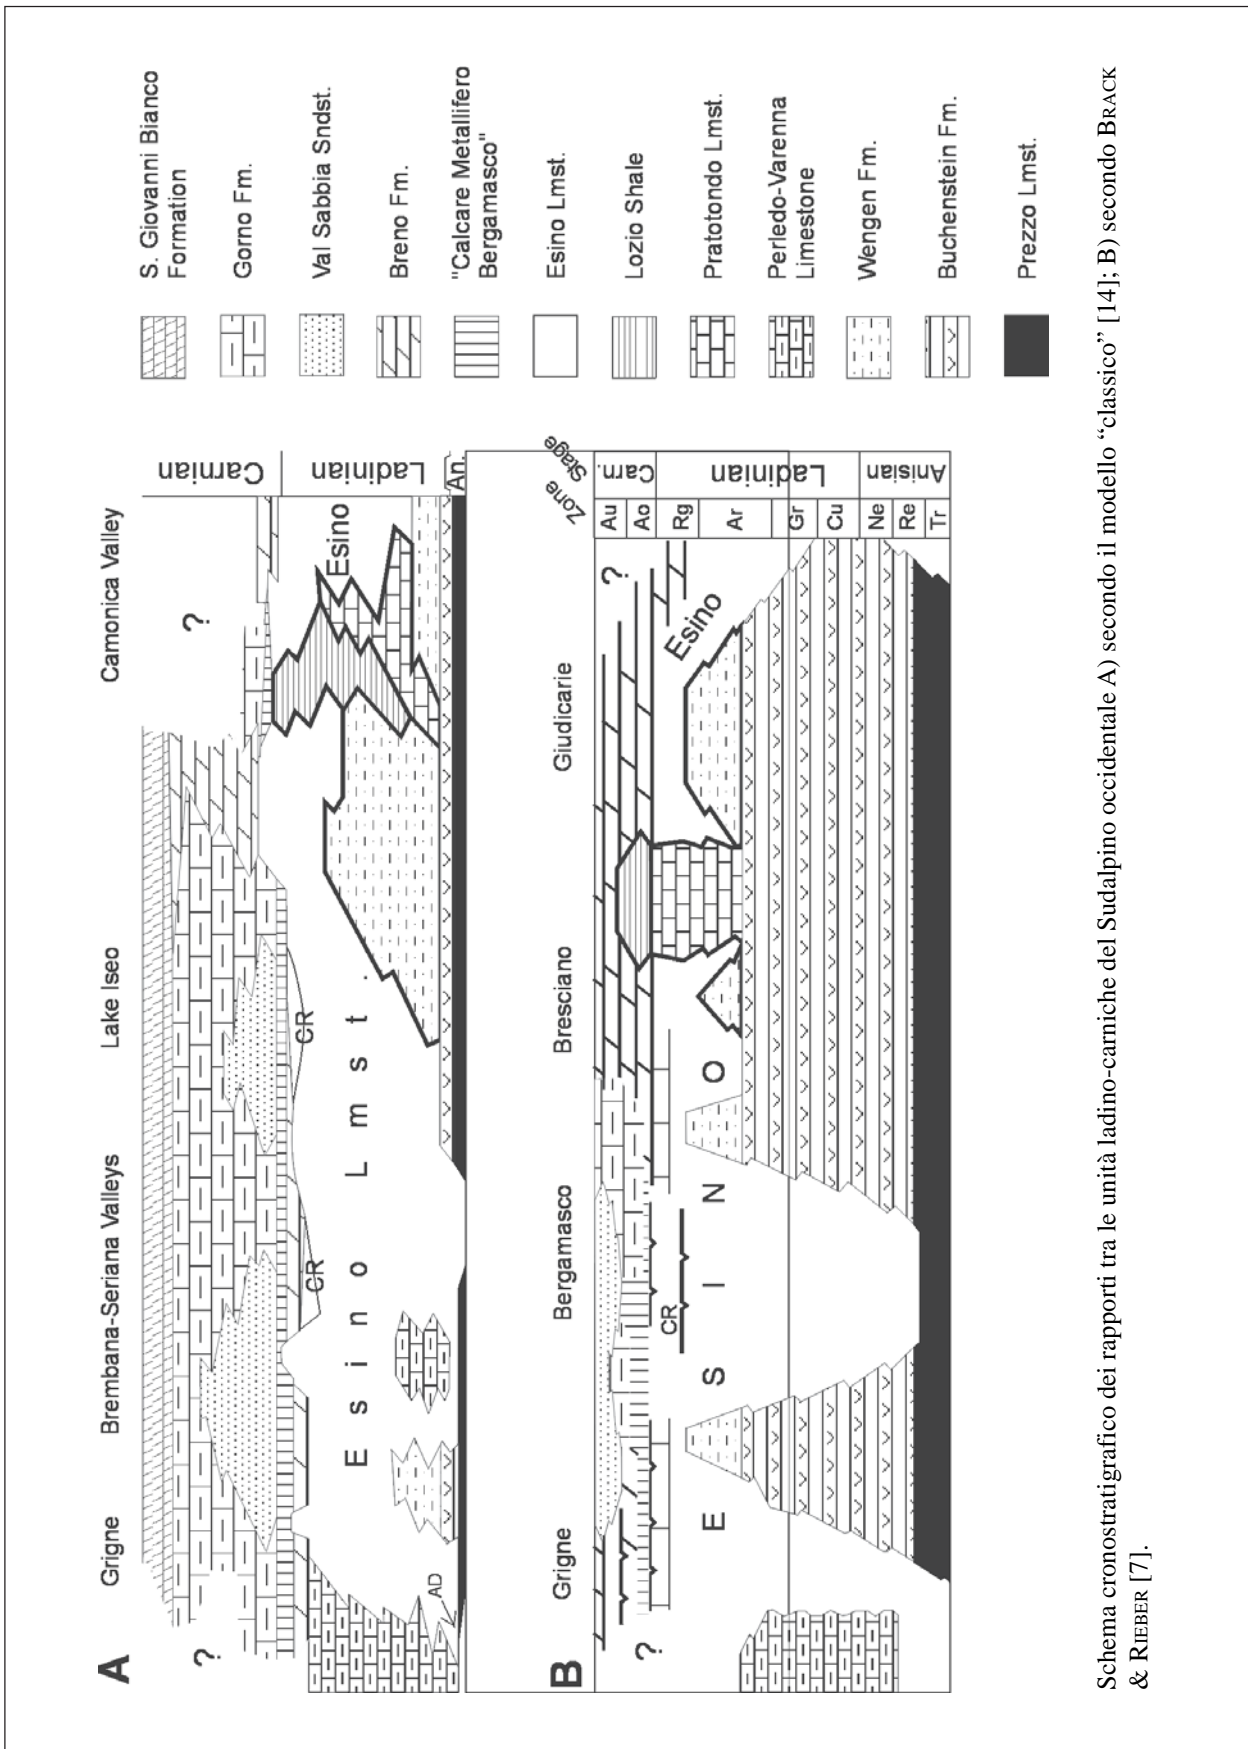 A
Grigne
Brembana-Seriana Valleys
Lake Iseo
Camonica Valley
?
?
Carnian
Ladinian
An.
CR
CR
Esino Lmst.
Esino
AD
B
Grigne
Bergamasco
Bresciano
Giudicarie
Zone
Stage
?
?
Au
Ao
Rg
Ar
Gr
Cu
Ne
Re
Tr
Carn.
Ladinian
Anisian
CR
ESINO
Esino
S. Giovanni Bianco
Formation
Gorno Fm.
Val Sabbia Sndst.
Breno Fm.
"Calcare Metallifero
Bergamasco"
Esino Lmst.
Lozio Shale
Pratotondo Lmst.
Perledo-Varenna
Limestone
Wengen Fm.
Buchenstein Fm.
Prezzo Lmst.
Schema cronostratigrafico dei rapporti tra le unità ladino-carniche del Sudalpino occidentale A) secondo il modello “classico” [14]; B) secondo BRACK
& RIEBER [7].